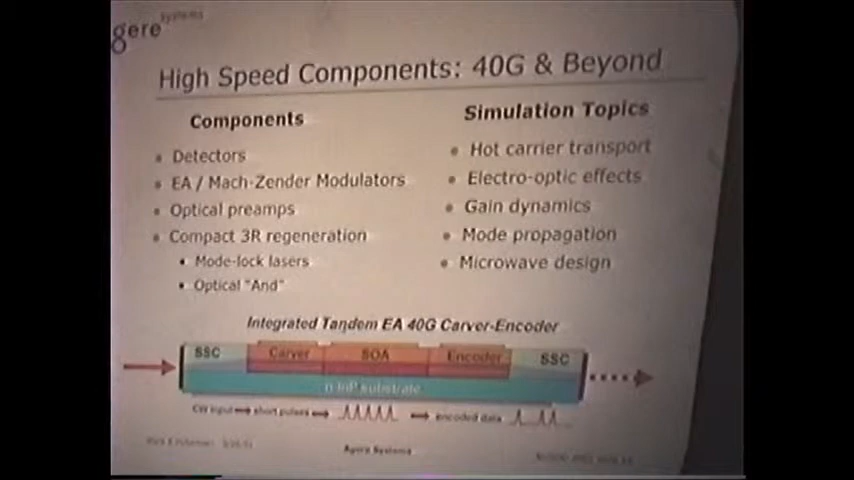 gere systems
High Speed Components: 40G & Beyond
Components
Detectors
EA / Mach-Zender Modulators
Optical preamps
Compact 3R regeneration
Mode-lock lasers
Optical "And"
Simulation Topics
Hot carrier transport
Electro-optic effects
Gain dynamics
Mode propagation
Microwave design
Integrated Tandem EA 40G Carver-Encoder
SSC Carver SOA Encoder SSC
n InP substrate
CW input short pulses encoded data
Agere Systems